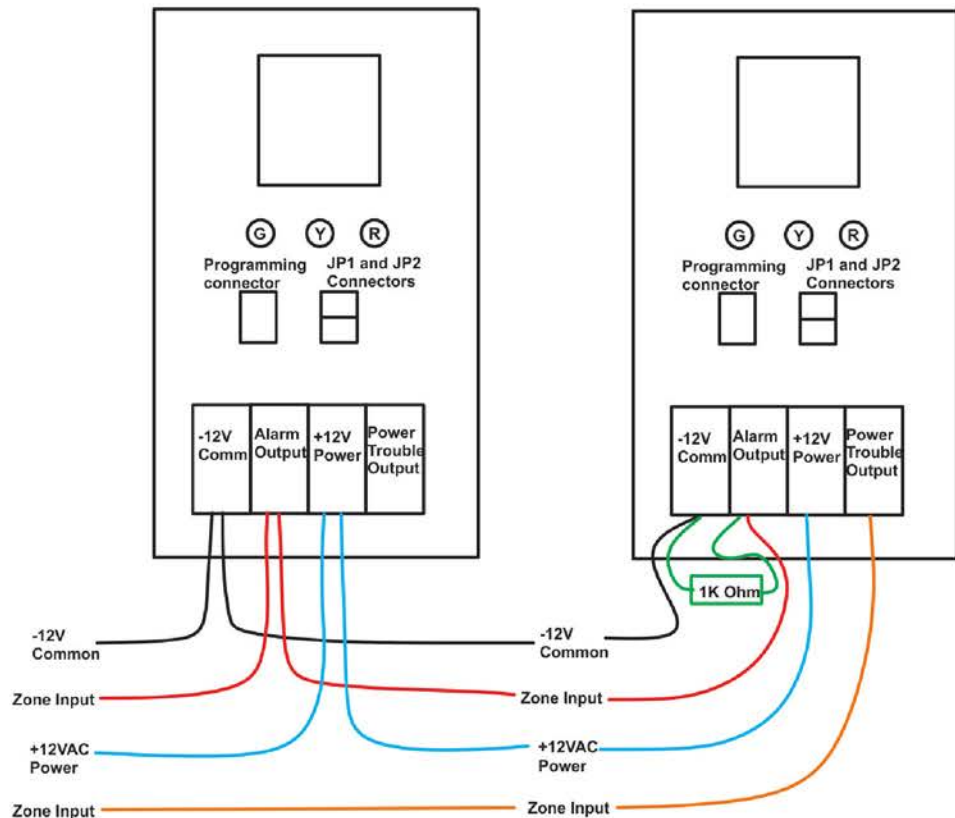 G Y R
Programming
connector
JP1 and JP2
Connectors
-12V
Comm
Alarm
Output
+12V
Power
Power
Trouble
Output
G Y R
Programming
connector
JP1 and JP2
Connectors
-12V
Comm
Alarm
Output
+12V
Power
Power
Trouble
Output
1K Ohm
-12V
Common
-12V
Common
Zone Input
Zone Input
+12VAC
Power
+12VAC
Power
Zone Input
Zone Input